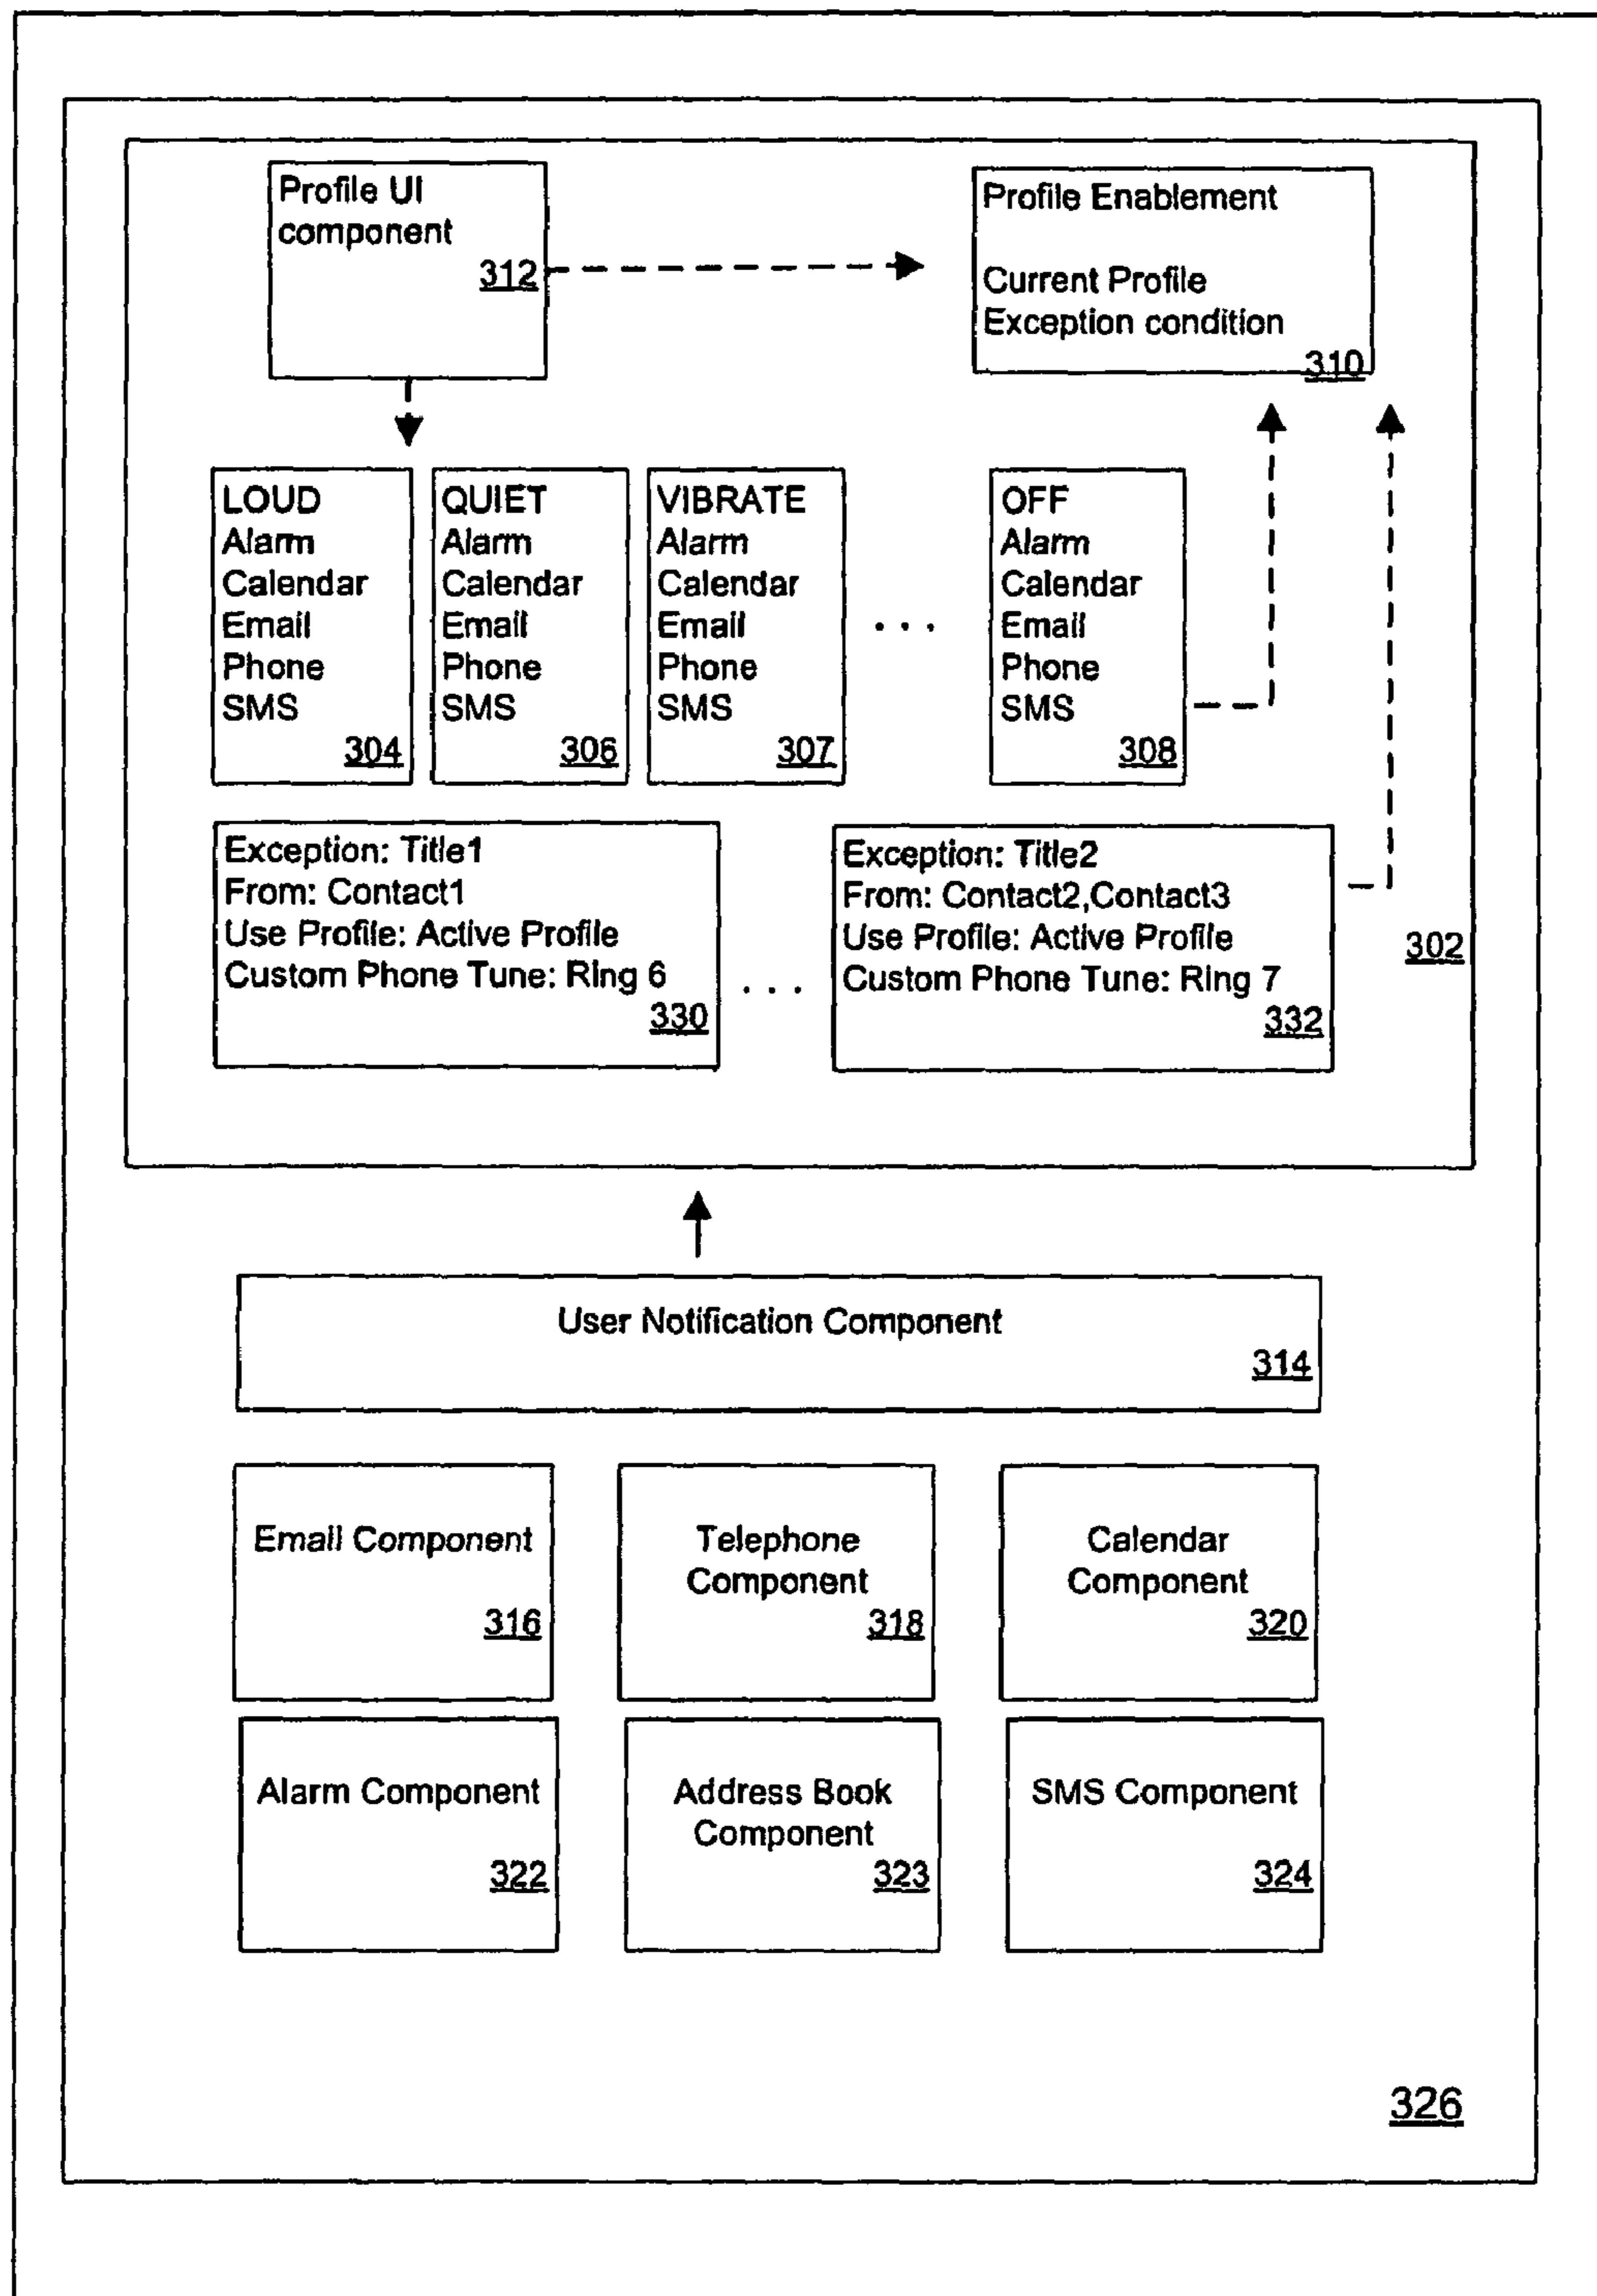 Profile UI
component
312
Profile Enablement
Current Profile
Exception condition
310
LOUD
Alarm
Calendar
Email
Phone
SMS
304
QUIET
Alarm
Calendar
Email
Phone
SMS
306
VIBRATE
Alarm
Calendar
Email
Phone
SMS
307
. . .
OFF
Alarm
Calendar
Email
Phone
SMS
308
Exception: Title1
From: Contact1
Use Profile: Active Profile
Custom Phone Tune: Ring 6
330
. . .
Exception: Title2
From: Contact2,Contact3
Use Profile: Active Profile
Custom Phone Tune: Ring 7
332
302
User Notification Component
314
Email Component
316
Telephone
Component
318
Calendar
Component
320
Alarm Component
322
Address Book
Component
323
SMS Component
324
326